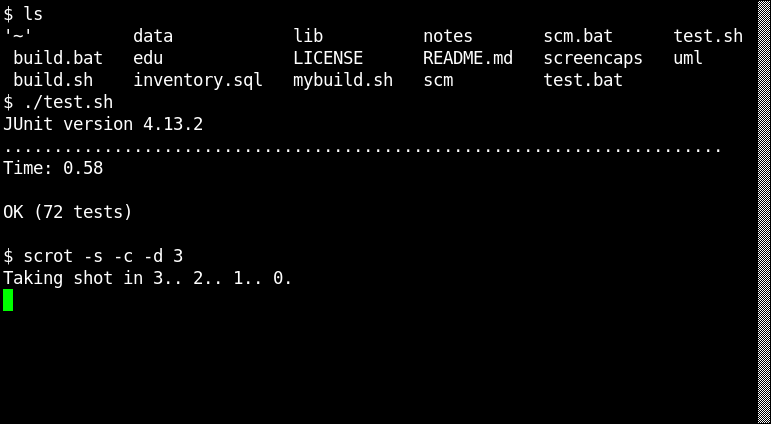 $ ls
'~'          data            lib          notes       scm.bat      test.sh
 build.bat   edu             LICENSE      README.md   screencaps   uml
 build.sh    inventory.sql   mybuild.sh   scm         test.bat
$ ./test.sh
JUnit version 4.13.2
........................................................................
Time: 0.58

OK (72 tests)

$ scrot -s -c -d 3
Taking shot in 3.. 2.. 1.. 0.